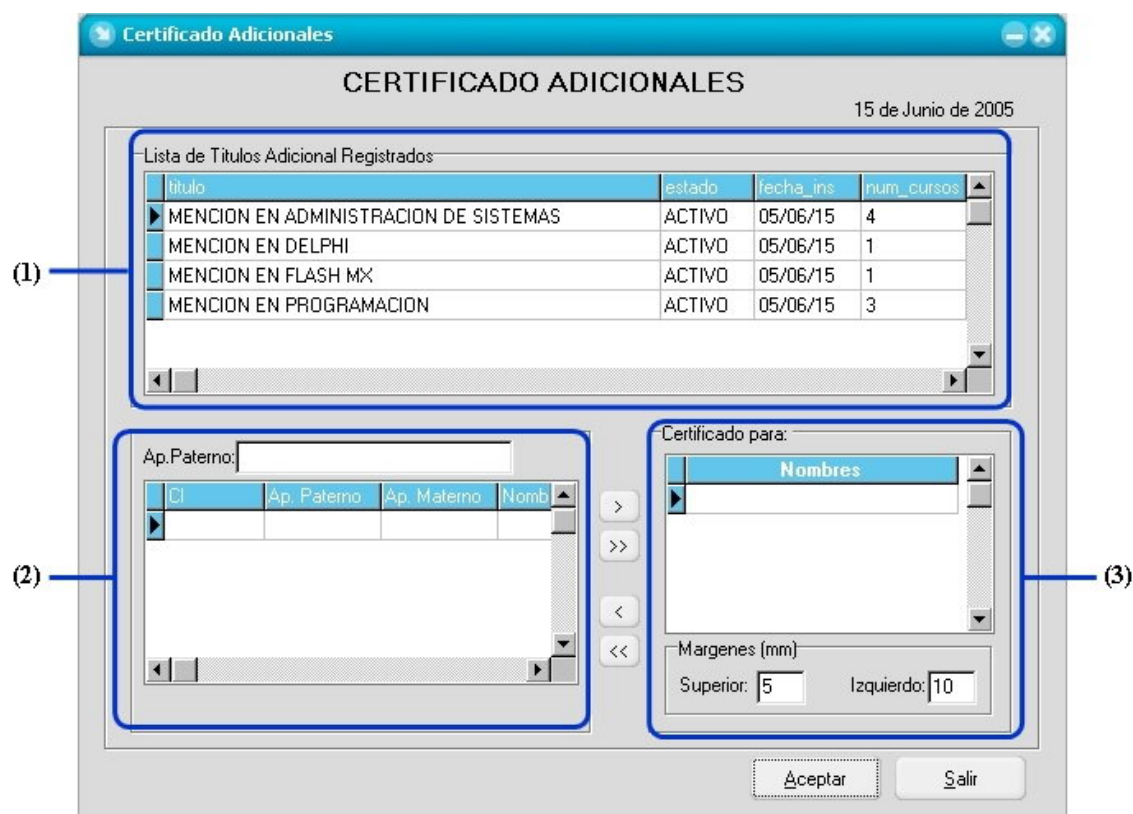 Certificado Adicionales
CERTIFICADO ADICIONALES
15 de Junio de 2005
Lista de Titulos Adicional Registrados
titulo estado fecha_ins num_cursos
MENCION EN ADMINISTRACION DE SISTEMAS ACTIVO 05/06/15 4
MENCION EN DELPHI ACTIVO 05/06/15 1
MENCION EN FLASH MX ACTIVO 05/06/15 1
MENCION EN PROGRAMACION ACTIVO 05/06/15 3
(1)
Ap.Paterno:
CI Ap. Paterno Ap. Materno Nomb
(2)
>
>>
<
<<
Certificado para:
Nombres
(3)
Margenes (mm)
Superior: 5 Izquierdo: 10
Aceptar Salir